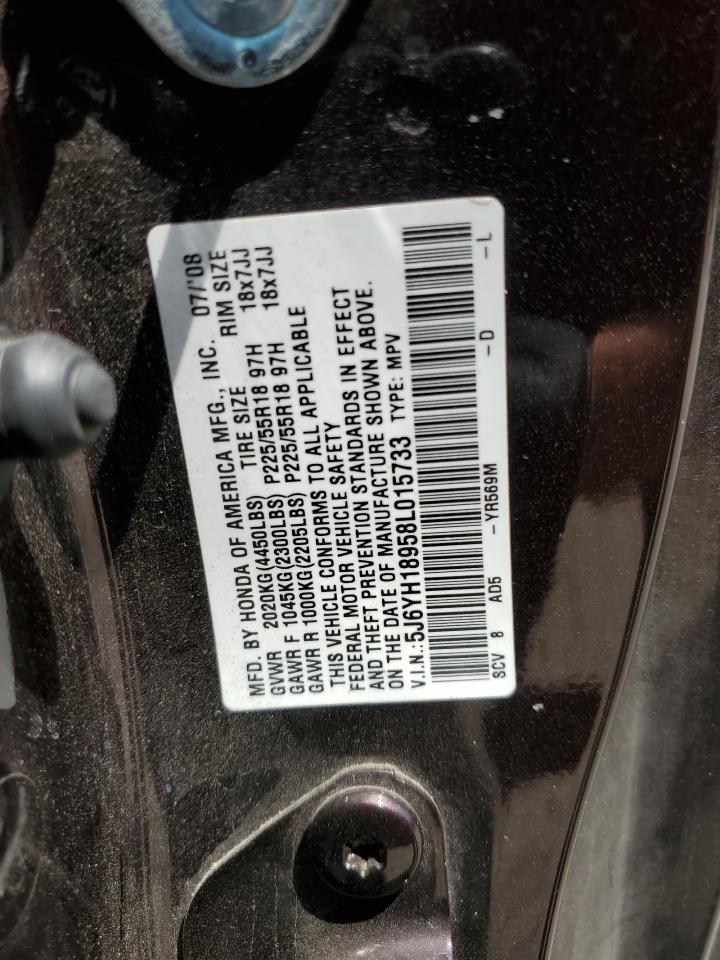 MFD. BY HONDA OF AMERICA MFG., INC. 07/'08
GVWR 2020KG(4450LBS) TIRE SIZE RIM SIZE
GAWR F 1045KG(2300LBS) P225/55R18 97H 18x7JJ
GAWR R 1000KG(2205LBS) P225/55R18 97H 18x7JJ
THIS VEHICLE CONFORMS TO ALL APPLICABLE
FEDERAL MOTOR VEHICLE SAFETY
AND THEFT PREVENTION STANDARDS IN EFFECT
ON THE DATE OF MANUFACTURE SHOWN ABOVE.
V.I.N.:5J6YH18958L015733 TYPE: MPV
SCV 8 AD5 -YR569M -D -L